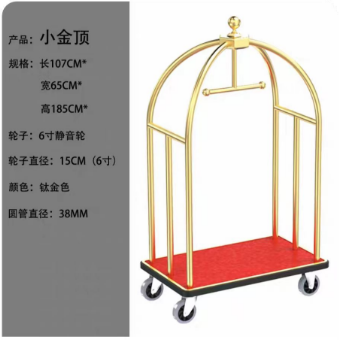 产品：小金顶
规格：长107CM*
宽65CM*
高185CM*
轮子：6寸静音轮
轮子直径：15CM（6寸）
颜色：钛金色
圆管直径：38MM